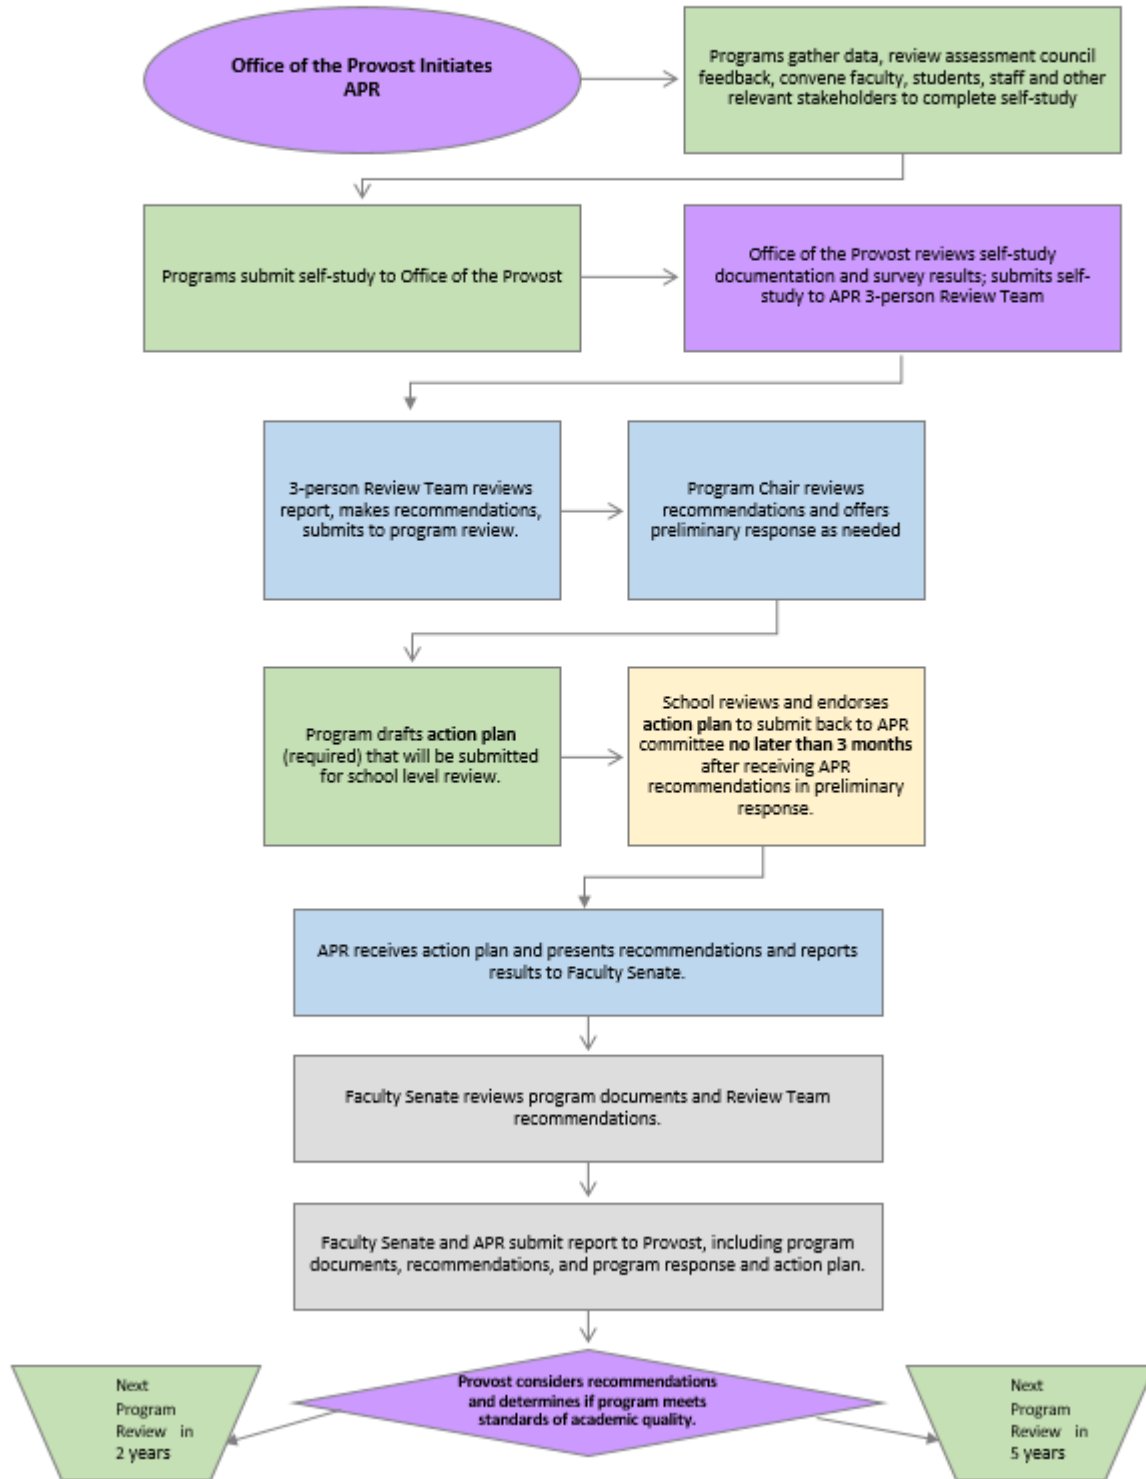 Office of the Provost Initiates
APR
Programs gather data, review assessment council
feedback, convene faculty, students, staff and other
relevant stakeholders to complete self-study
Programs submit self-study to Office of the Provost
Office of the Provost reviews self-study
documentation and survey results; submits self-
study to APR 3-person Review Team
3-person Review Team reviews
report, makes recommendations,
submits to program review.
Program Chair reviews
recommendations and offers
preliminary response as needed
Program drafts action plan
(required) that will be submitted
for school level review.
School reviews and endorses
action plan to submit back to APR
committee no later than 3 months
after receiving APR
recommendations in preliminary
response.
APR receives action plan and presents recommendations and reports
results to Faculty Senate.
Faculty Senate reviews program documents and Review Team
recommendations.
Faculty Senate and APR submit report to Provost, including program
documents, recommendations, and program response and action plan.
Provost considers recommendations
and determines if program meets
standards of academic quality.
Next
Program
Review in
2 years
Next
Program
Review in
5 years